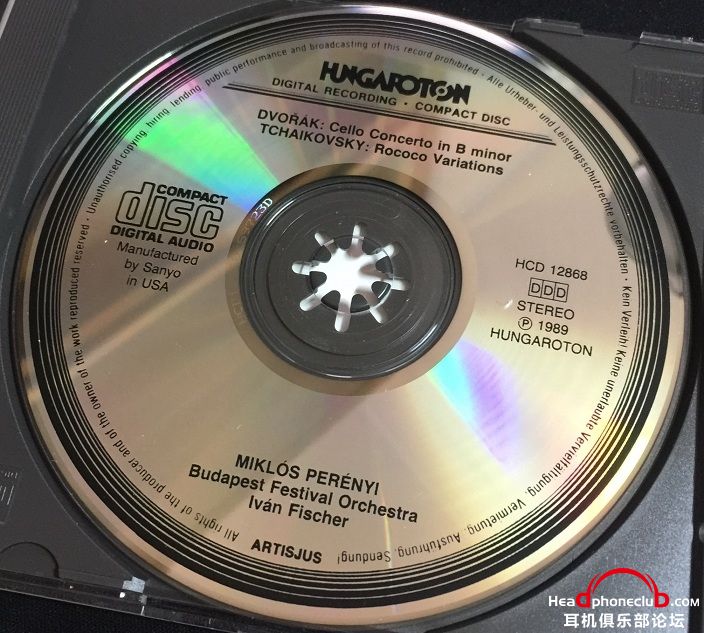 HUNGAROTON
DIGITAL RECORDING · COMPACT DISC
DVOŘÁK: Cello Concerto in B minor
TCHAIKOVSKY: Rococo Variations
COMPACT
disc
DIGITAL AUDIO
Manufactured
by Sanyo
in USA
HCD 12868
DDD
STEREO
Ⓟ 1989
HUNGAROTON
MIKLÓS PERÉNYI
Budapest Festival Orchestra
Iván Fischer
ARTISJUS
All rights of the producer and of the owner of the work reproduced reserved · Unauthorised copying, hiring, lending, public performance and broadcasting of this record prohibited · Alle Urheber- und Leistungsschutzrechte vorbehalten · Kein Verleih! Keine unerlaubte Vervielfältigung, Vermietung, Aufführung, Sendung!
Headphoneclub.com
耳机俱乐部论坛